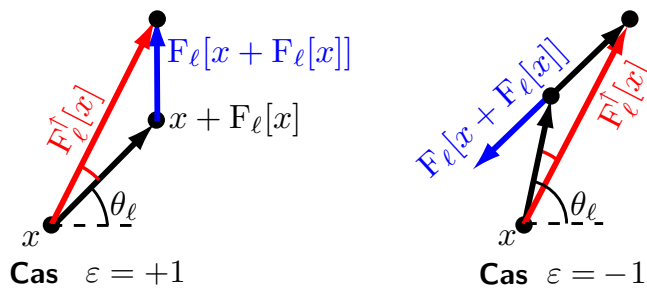 F_ℓ[x + F_ℓ[x]]
F_ℓ^↑[x]
x + F_ℓ[x]
θ_ℓ
x
Cas ε = +1
F_ℓ[x + F_ℓ[x]]
F_ℓ^↑[x]
θ_ℓ
x
Cas ε = −1